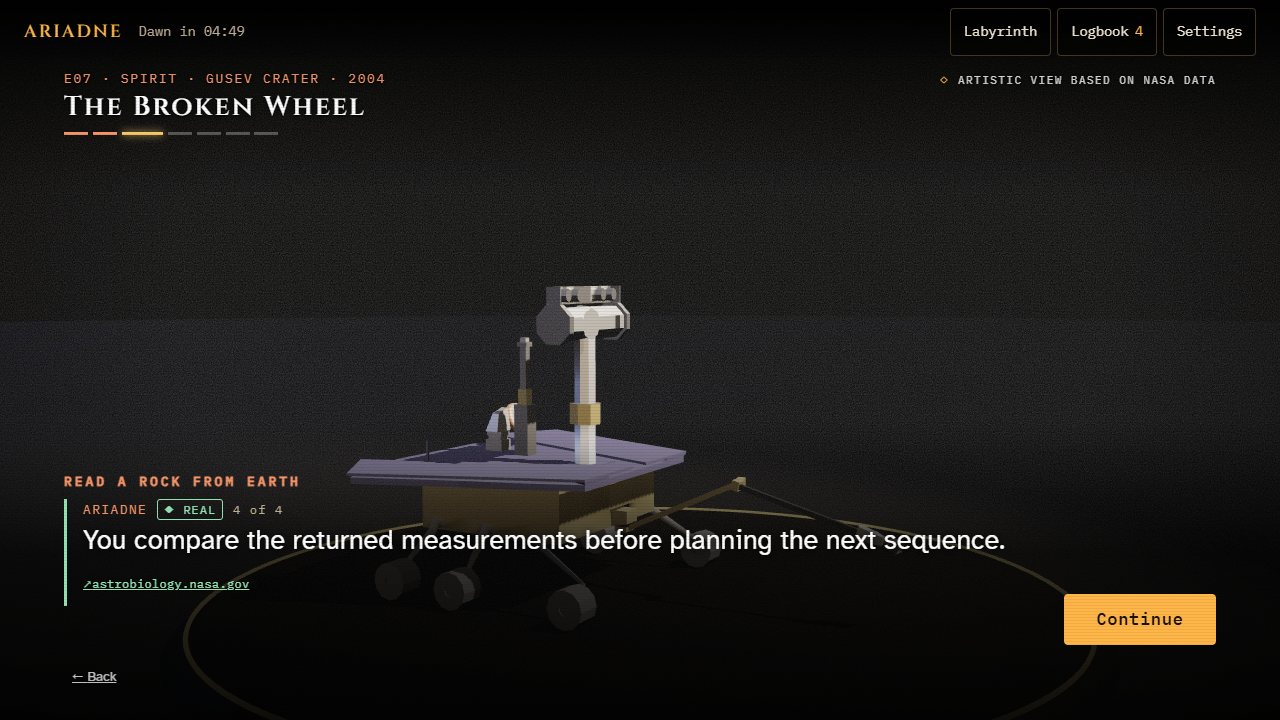 ARIADNE
Dawn in 04:49
Labyrinth
Logbook 4
Settings
E07 · SPIRIT · GUSEV CRATER · 2004
The Broken Wheel
◇ ARTISTIC VIEW BASED ON NASA DATA
READ A ROCK FROM EARTH
ARIADNE ◆ REAL 4 of 4
You compare the returned measurements before planning the next sequence.
↗astrobiology.nasa.gov
Continue
← Back